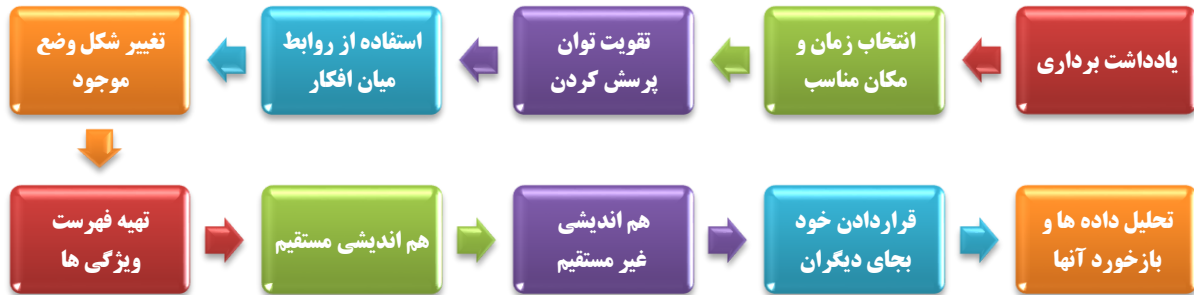 یادداشت برداری
انتخاب زمان و
مکان مناسب
تقویت توان
پرسش کردن
استفاده از روابط
میان افکار
تغییر شکل وضع
موجود
تهیه فهرست
ویژگی ها
هم اندیشی مستقیم
هم اندیشی
غیر مستقیم
قراردادن خود
بجای دیگران
تحلیل داده ها و
بازخورد آنها